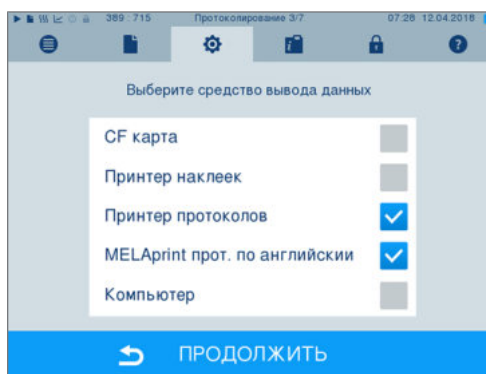 389 : 715 Протоколирование 3/7 07:28 12.04.2018
Выберите средство вывода данных
CF карта
Принтер наклеек
Принтер протоколов
MELAprint прот. по английскии
Компьютер
ПРОДОЛЖИТЬ